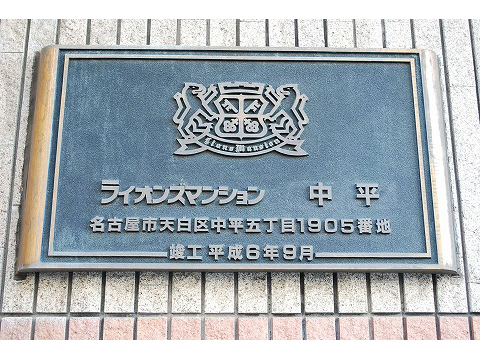 Lions Mansion
ライオンズマンション 中平
名古屋市天白区中平五丁目1905番地
竣工 平成6年9月